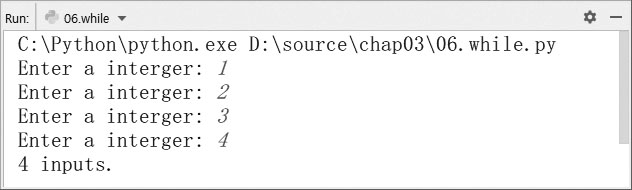 Run: 06.while
C:\Python\python.exe D:\source\chap03\06.while.py
Enter a interger: 1
Enter a interger: 2
Enter a interger: 3
Enter a interger: 4
4 inputs.